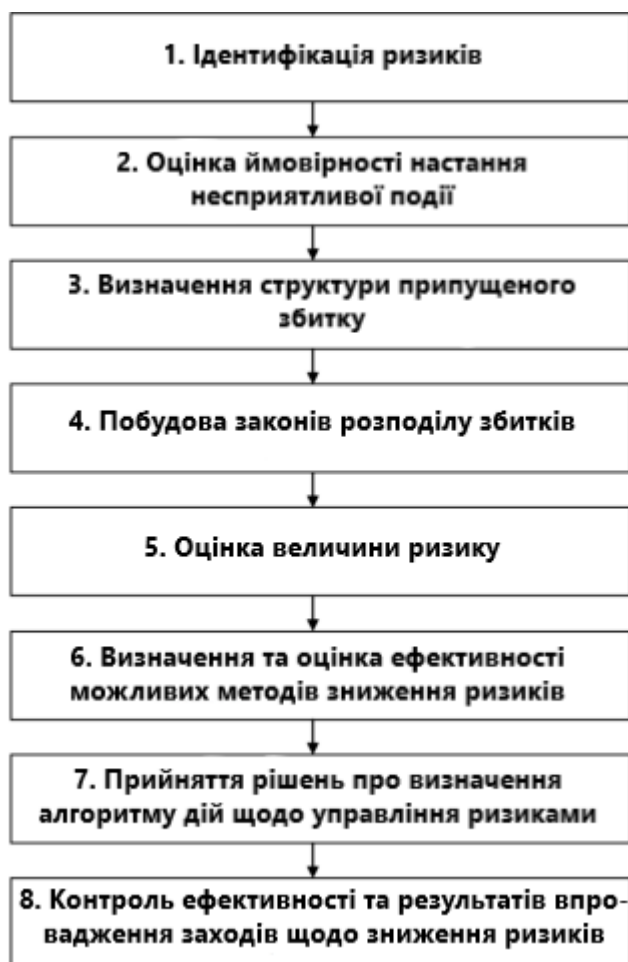 1. Ідентифікація ризиків
2. Оцінка ймовірності настання
несприятливої події
3. Визначення структури припущеного
збитку
4. Побудова законів розподілу збитків
5. Оцінка величини ризику
6. Визначення та оцінка ефективності
можливих методів зниження ризиків
7. Прийняття рішень про визначення
алгоритму дій щодо управління ризиками
8. Контроль ефективності та результатів впро-
вадження заходів щодо зниження ризиків